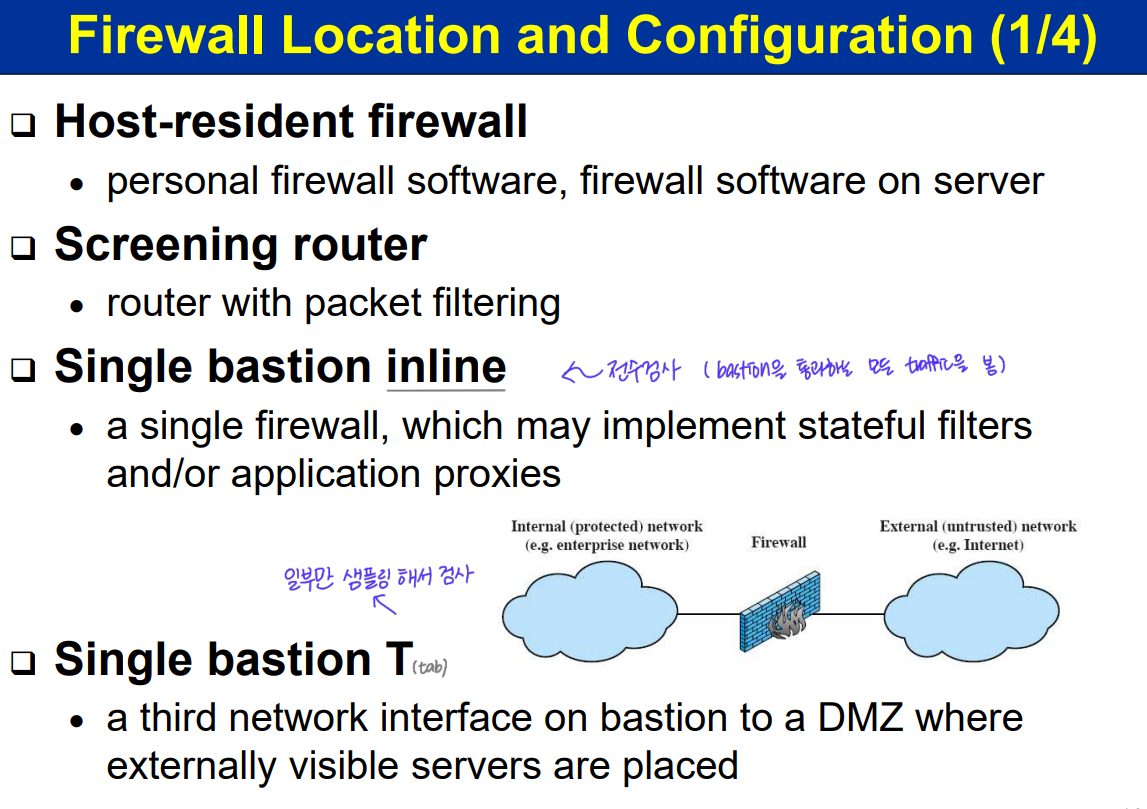 Firewall Location and Configuration (1/4)
❑ Host-resident firewall
• personal firewall software, firewall software on server
❑ Screening router
• router with packet filtering
❑ Single bastion inline ← 전수검사 (bastion을 통과하는 모든 traffic을 봄)
• a single firewall, which may implement stateful filters
and/or application proxies
Internal (protected) network
(e.g. enterprise network)
Firewall
External (untrusted) network
(e.g. Internet)
일부만 샘플링 해서 검사
❑ Single bastion T (tab)
• a third network interface on bastion to a DMZ where
externally visible servers are placed